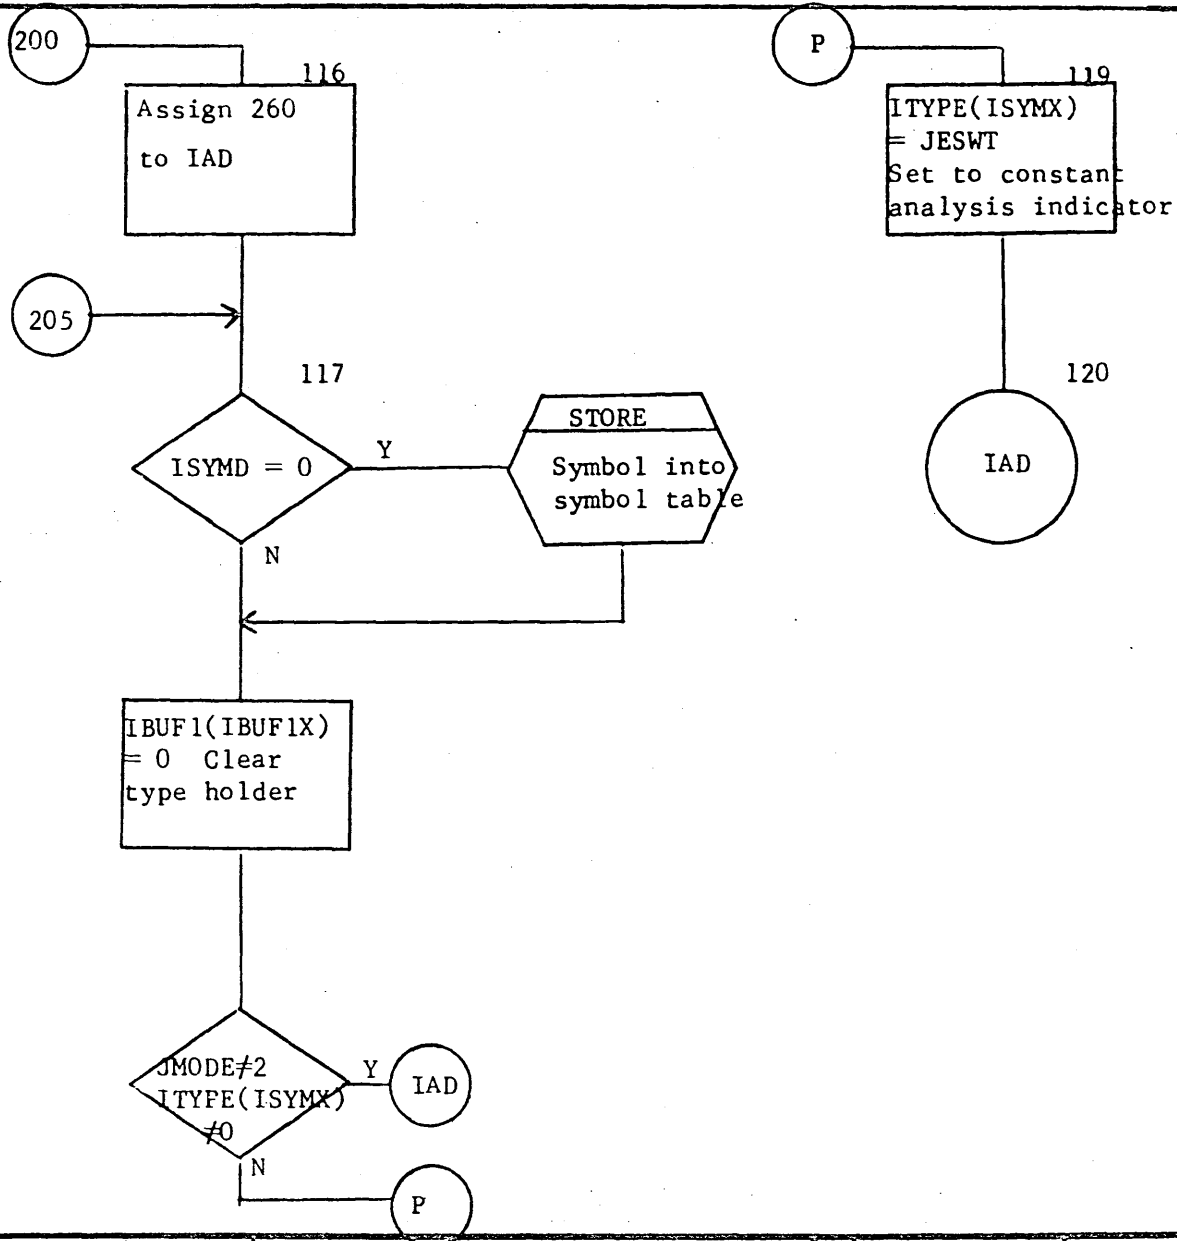 200
116
Assign 260
to IAD
205
117
ISYMD = 0
Y
N
STORE
Symbol into
symbol table
IBUF1(IBUF1X)
= 0 Clear
type holder
JMODE≠2
ITYPE(ISYMX)
≠0
Y
IAD
N
P
P
119
ITYPE(ISYMX)
= JESWT
Set to constant
analysis indicator
120
IAD